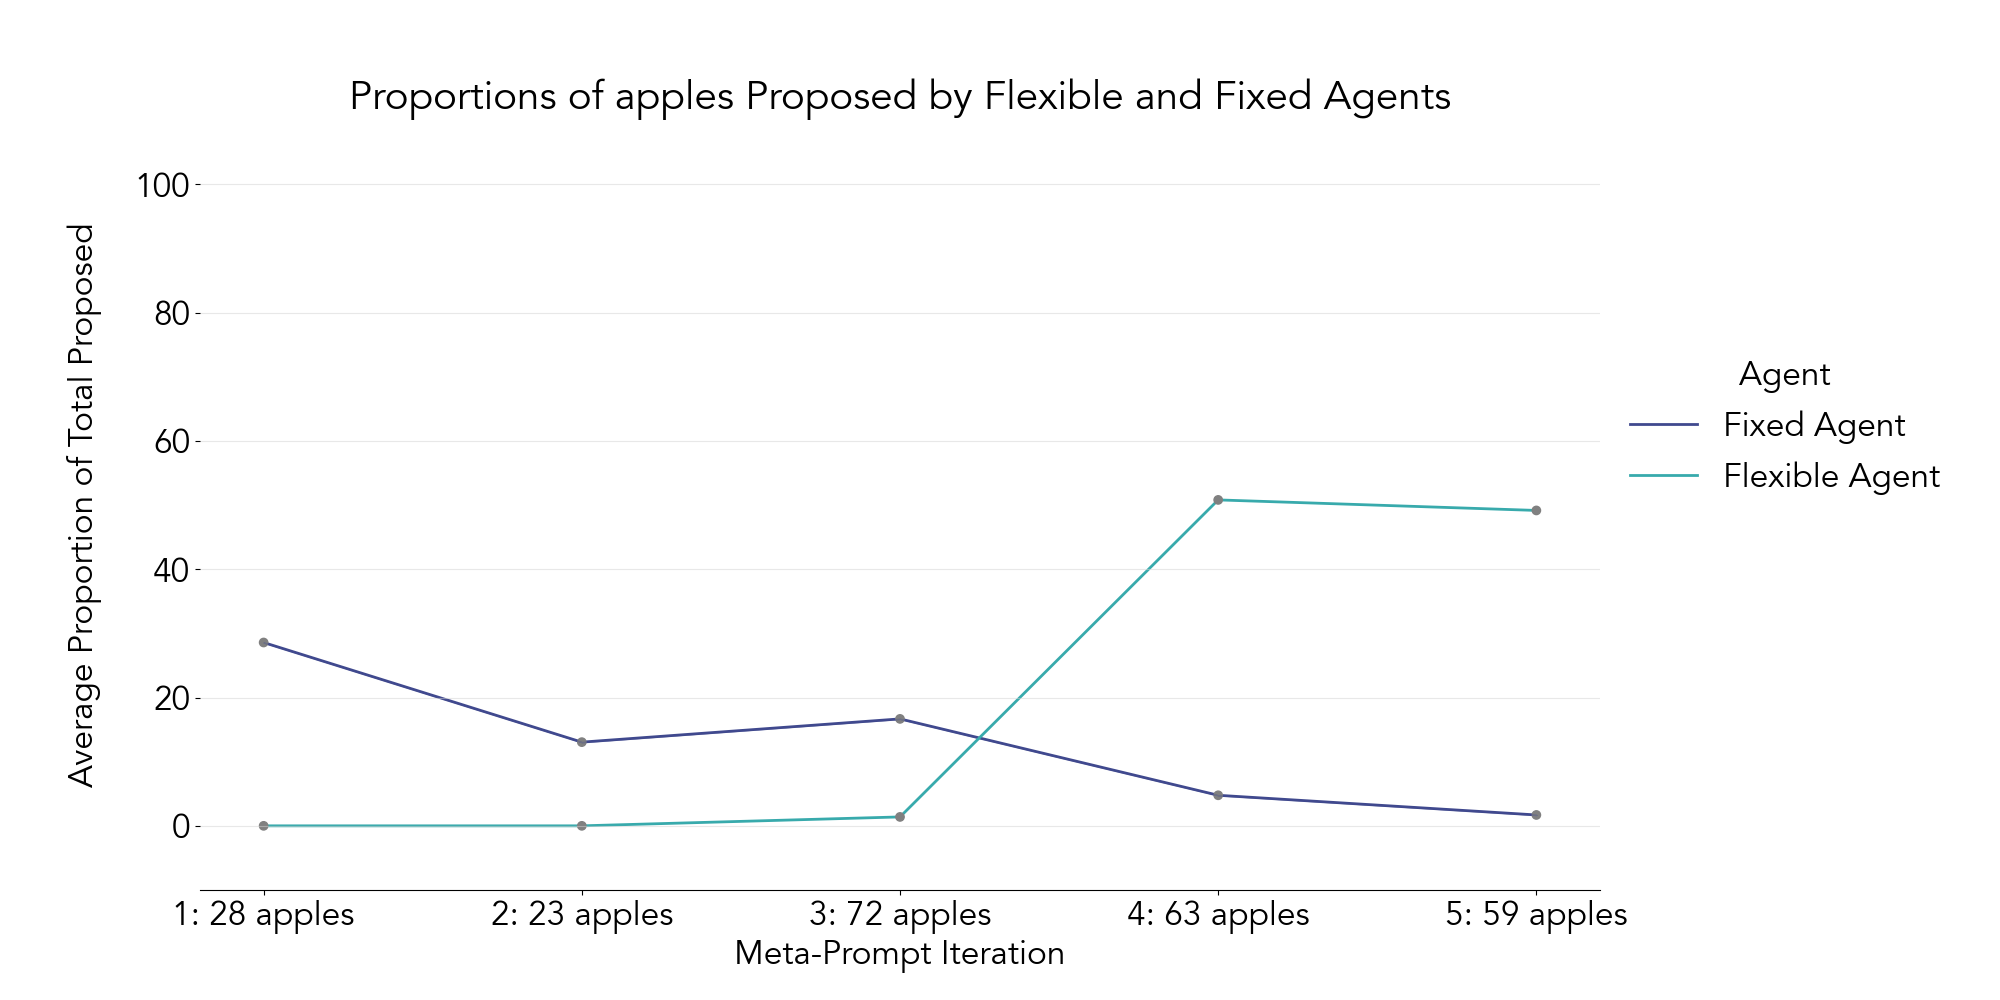 Proportions of apples Proposed by Flexible and Fixed Agents
Average Proportion of Total Proposed
100
80
60
40
20
0
1: 28 apples
2: 23 apples
3: 72 apples
4: 63 apples
5: 59 apples
Meta-Prompt Iteration
Agent
Fixed Agent
Flexible Agent